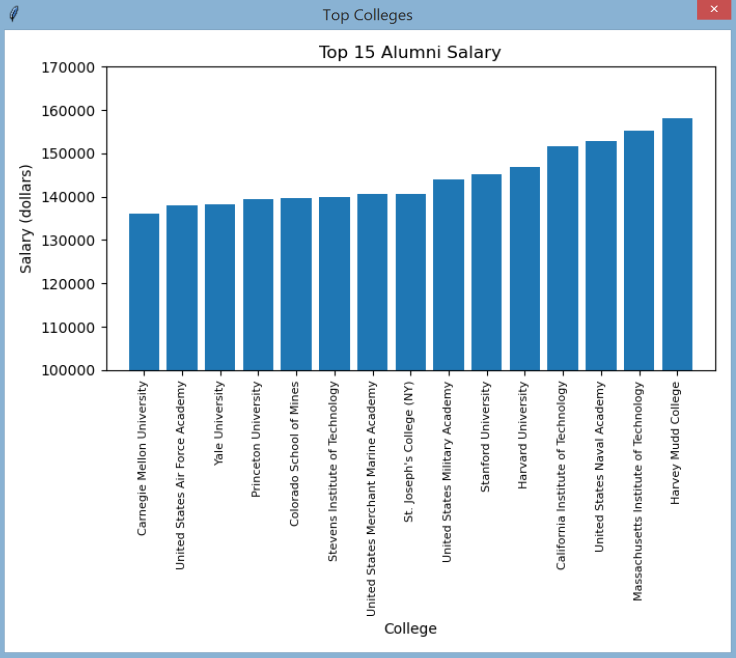 Top Colleges
Top 15 Alumni Salary
170000
160000
150000
140000
130000
120000
110000
100000
Salary (dollars)
Carnegie Mellon University
United States Air Force Academy
Yale University
Princeton University
Colorado School of Mines
Stevens Institute of Technology
United States Merchant Marine Academy
St. Joseph's College (NY)
United States Military Academy
Stanford University
Harvard University
California Institute of Technology
United States Naval Academy
Massachusetts Institute of Technology
Harvey Mudd College
College